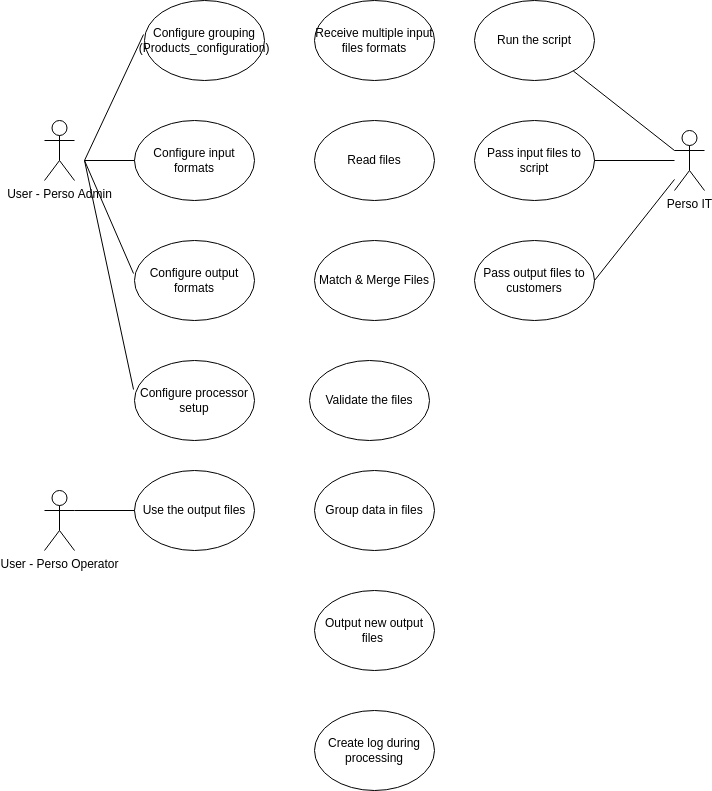 Configure grouping
(Products_configuration)
Receive multiple input
files formats
Run the script
User - Perso Admin
Configure input
formats
Read files
Pass input files to
script
Perso IT
Configure output
formats
Match & Merge Files
Pass output files to
customers
Configure processor
setup
Validate the files
User - Perso Operator
Use the output files
Group data in files
Output new output
files
Create log during
processing